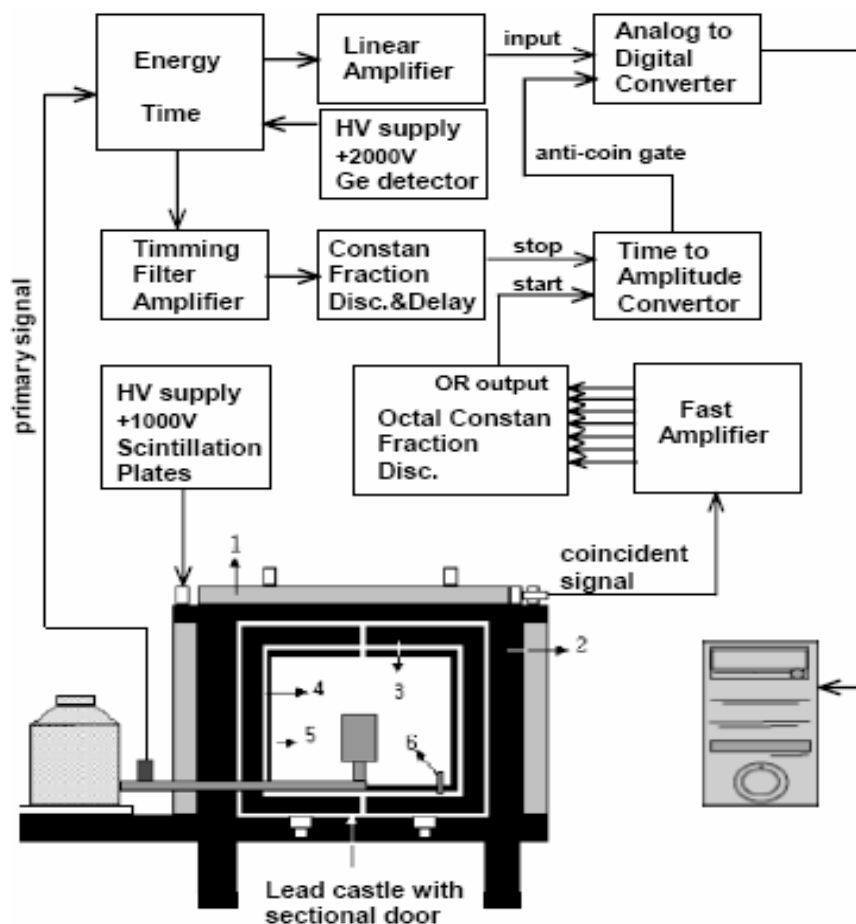 Energy
Time
Linear
Amplifier
input
Analog to
Digital
Converter
HV supply
+2000V
Ge detector
anti-coin gate
Timming
Filter
Amplifier
Constan
Fraction
Disc.&Delay
stop
start
Time to
Amplitude
Convertor
primary signal
HV supply
+1000V
Scintillation
Plates
OR output
Octal Constan
Fraction
Disc.
Fast
Amplifier
coincident
signal
1
2
3
4
5
6
Lead castle with
sectional door